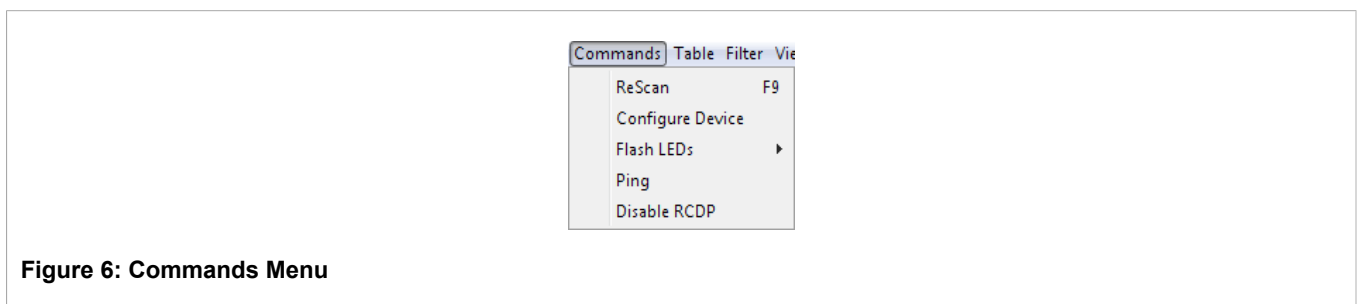 Commands Table Filter Vie
ReScan F9
Configure Device
Flash LEDs
Ping
Disable RCDP
Figure 6: Commands Menu